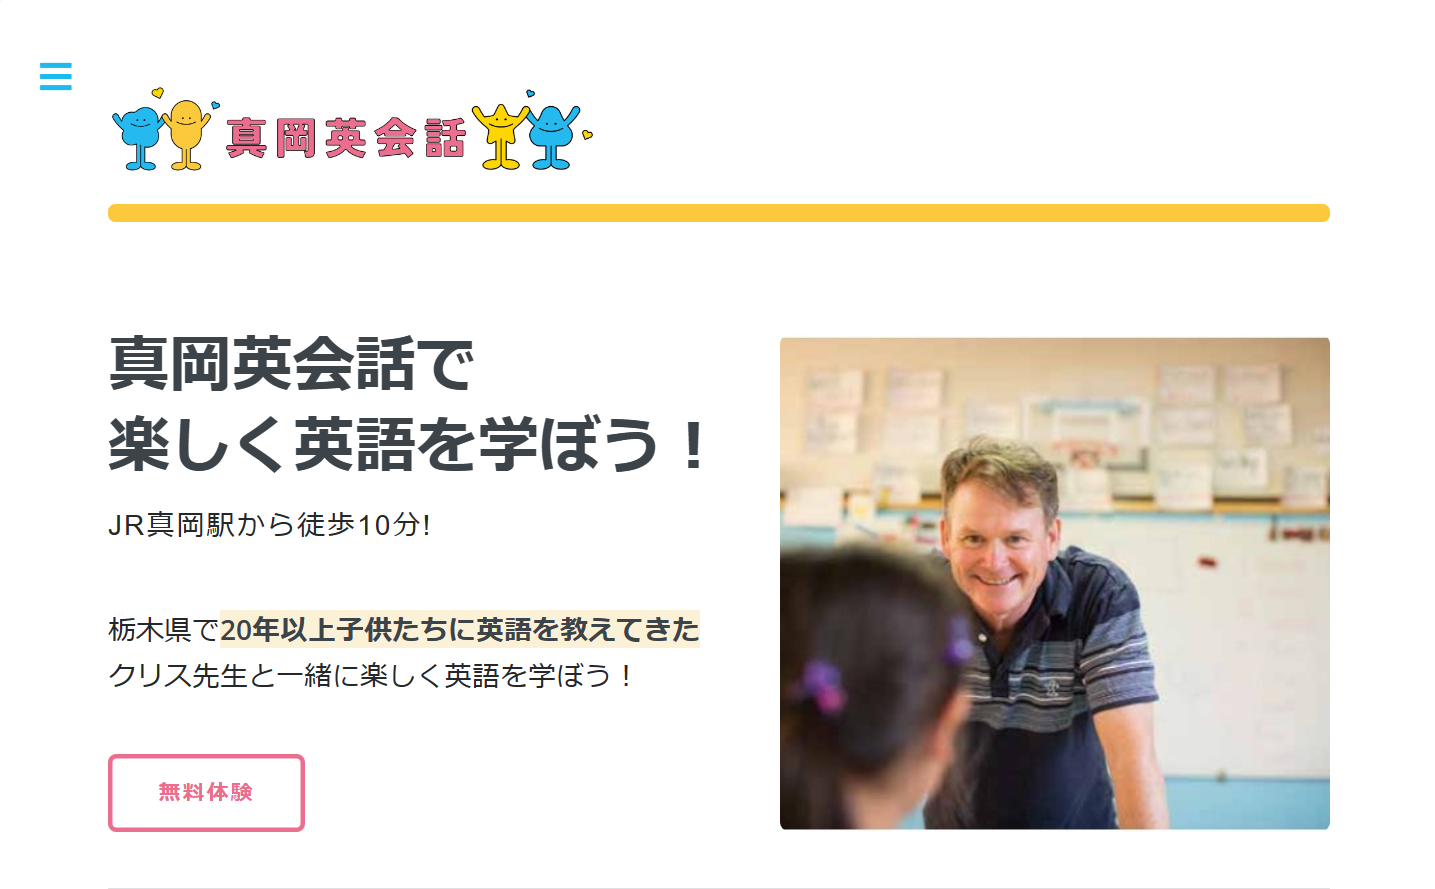 真岡英会話
真岡英会話で
楽しく英語を学ぼう！
JR真岡駅から徒歩10分!
栃木県で20年以上子供たちに英語を教えてきた
クリス先生と一緒に楽しく英語を学ぼう！
無料体験